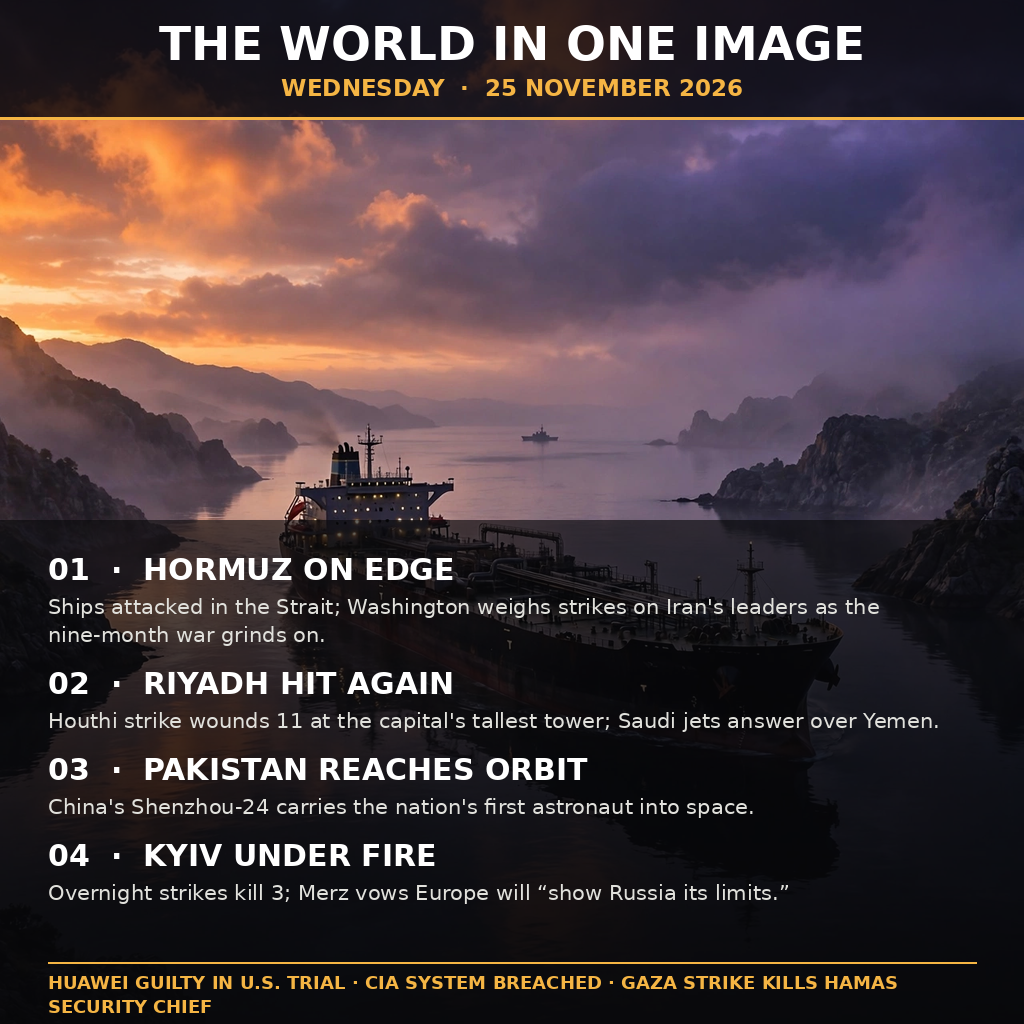 THE WORLD IN ONE IMAGE
WEDNESDAY · 25 NOVEMBER 2026
01 · HORMUZ ON EDGE
Ships attacked in the Strait; Washington weighs strikes on Iran's leaders as the
nine-month war grinds on.
02 · RIYADH HIT AGAIN
Houthi strike wounds 11 at the capital's tallest tower; Saudi jets answer over Yemen.
03 · PAKISTAN REACHES ORBIT
China's Shenzhou-24 carries the nation's first astronaut into space.
04 · KYIV UNDER FIRE
Overnight strikes kill 3; Merz vows Europe will “show Russia its limits.”
HUAWEI GUILTY IN U.S. TRIAL · CIA SYSTEM BREACHED · GAZA STRIKE KILLS HAMAS
SECURITY CHIEF